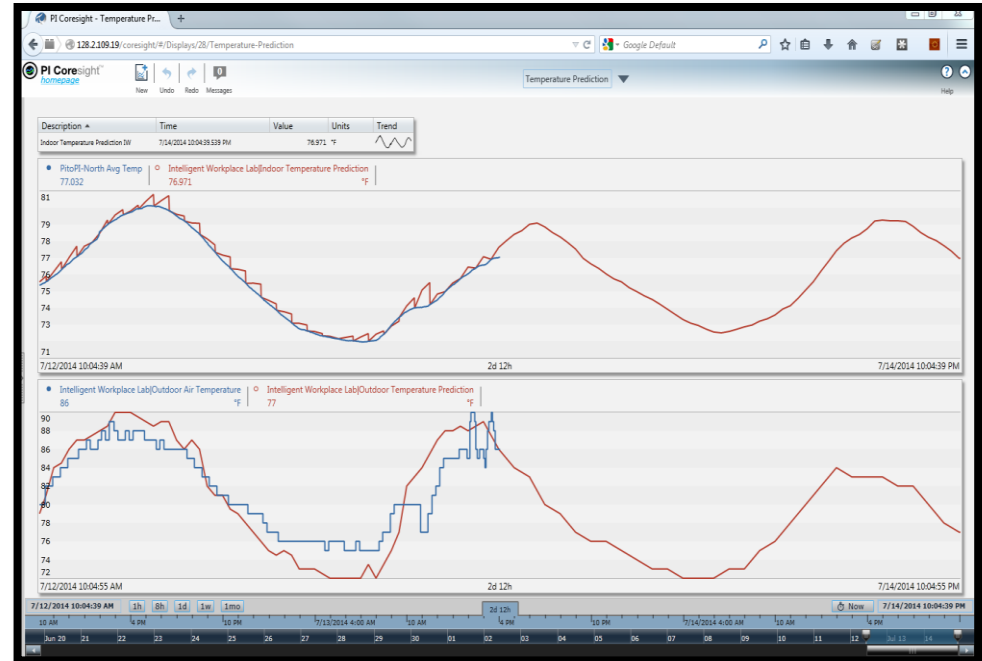 PI Coresight - Temperature Pr...
128.2.109.19/coresight/#/Displays/28/Temperature-Prediction
Google Default
PI Coresight™
homepage
New Undo Redo Messages
0
Temperature Prediction
Help
Description Time Value Units Trend
Indoor Temperature Prediction IW 7/14/2014 10:04:39.539 PM 76.971 °F
PitoPI-North Avg Temp Intelligent Workplace Lab|Indoor Temperature Prediction
77.032 76.971 °F
81
79
78
77
76
75
74
73
71
7/12/2014 10:04:39 AM 2d 12h 7/14/2014 10:04:39 PM
Intelligent Workplace Lab|Outdoor Air Temperature Intelligent Workplace Lab|Outdoor Temperature Prediction
86 °F 77 °F
90
88
86
84
82
80
78
76
74
72
7/12/2014 10:04:55 AM 2d 12h 7/14/2014 10:04:55 PM
7/12/2014 10:04:39 AM 1h 8h 1d 1w 1mo 2d 12h Now 7/14/2014 10:04:39 PM
10 AM 4 PM 10 PM 7/13/2014 4:00 AM 10 AM 4 PM 10 PM 7/14/2014 4:00 AM 10 AM 4 PM
Jun 20 21 22 23 24 25 26 27 28 29 30 01 02 03 04 05 06 07 08 09 10 11 12 Jul 13 14